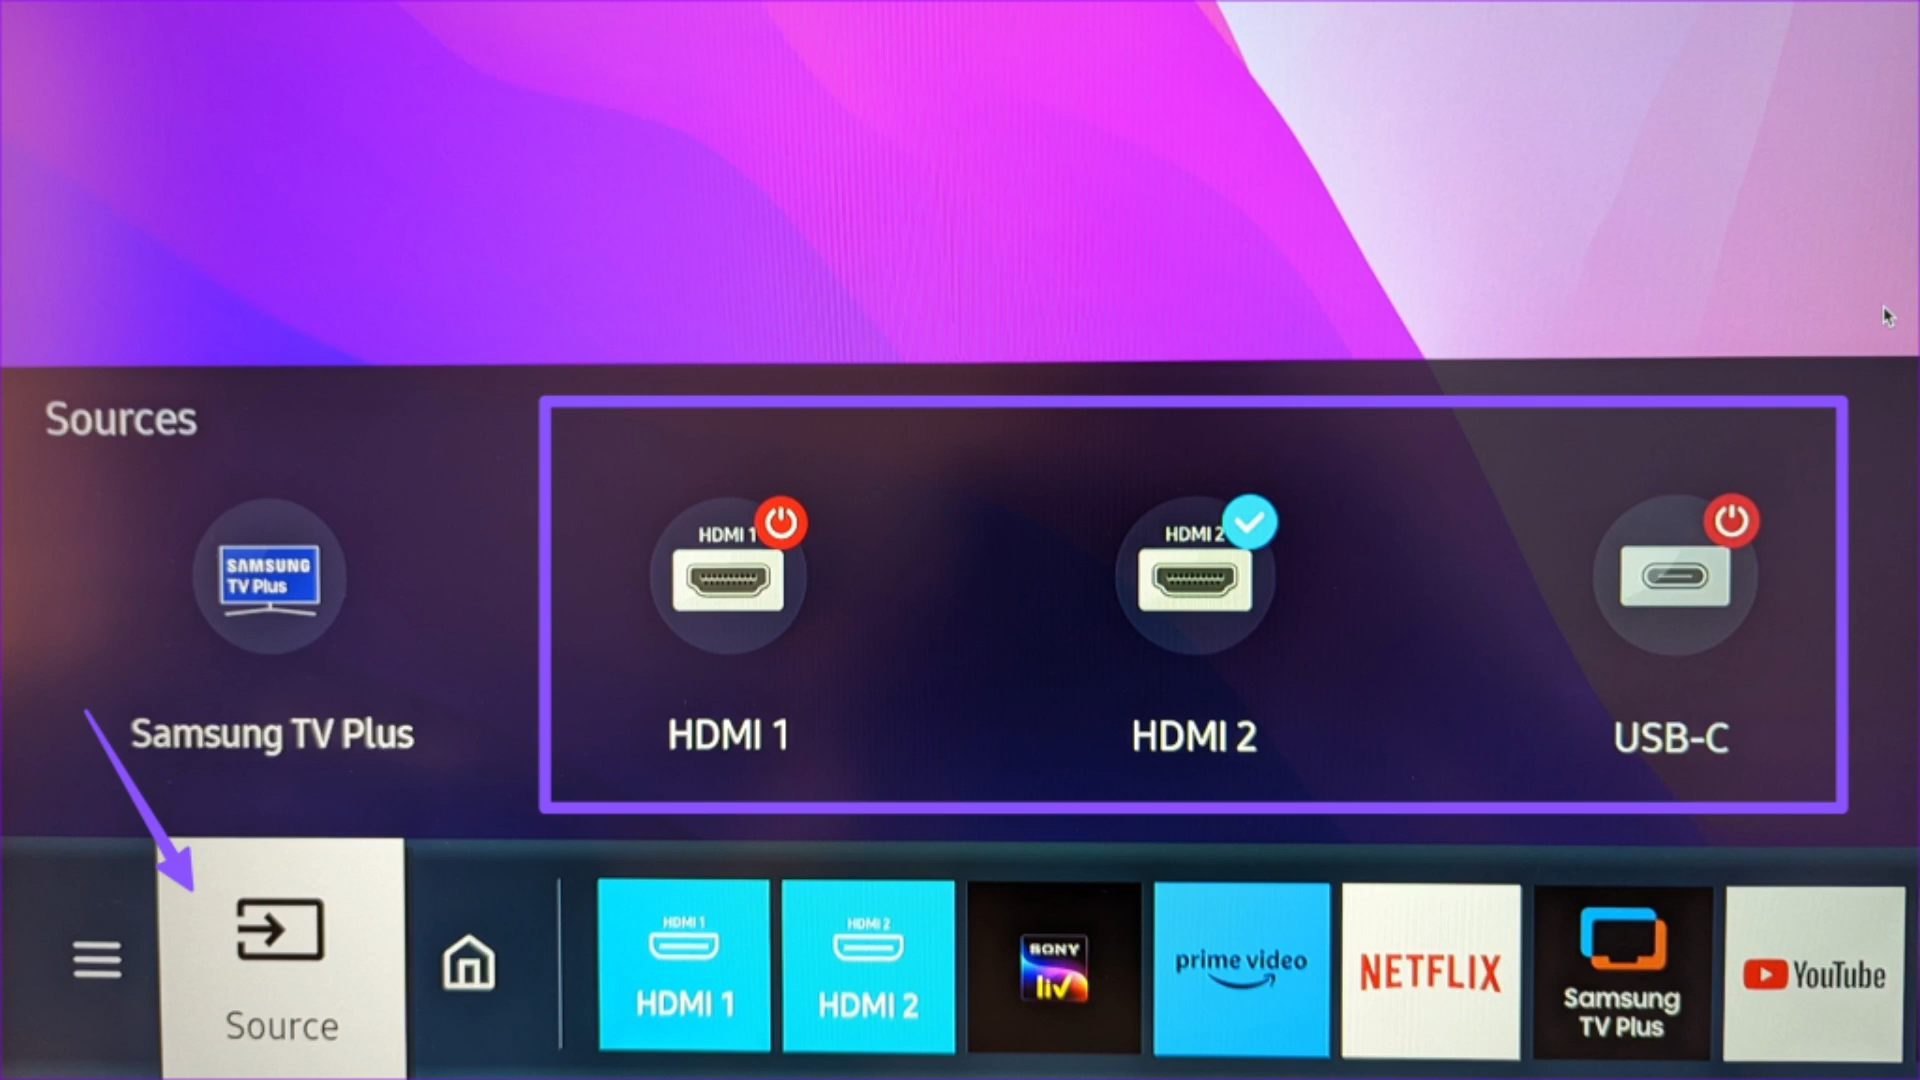 Sources
HDMI 1
HDMI 2
SAMSUNG
TV Plus
Samsung TV Plus
HDMI 1
HDMI 2
USB-C
Source
HDMI 1
HDMI 1
HDMI 2
HDMI 2
SONY
liv
prime video
NETFLIX
Samsung
TV Plus
YouTube